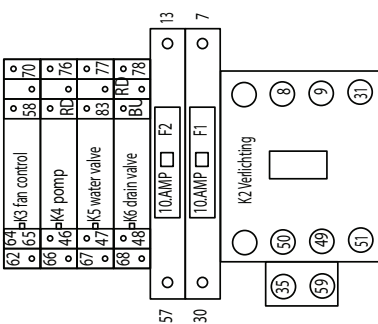 70
58
K3 fan control
64
65
62
76
RD
K4 pomp
46
66
77
83
K5 water valve
47
67
78
RD
BU
K6 drain valve
48
68
13
10.AMP F2
57
7
10.AMP F1
30
K2 Verlichting
8
9
31
50
49
51
35
59